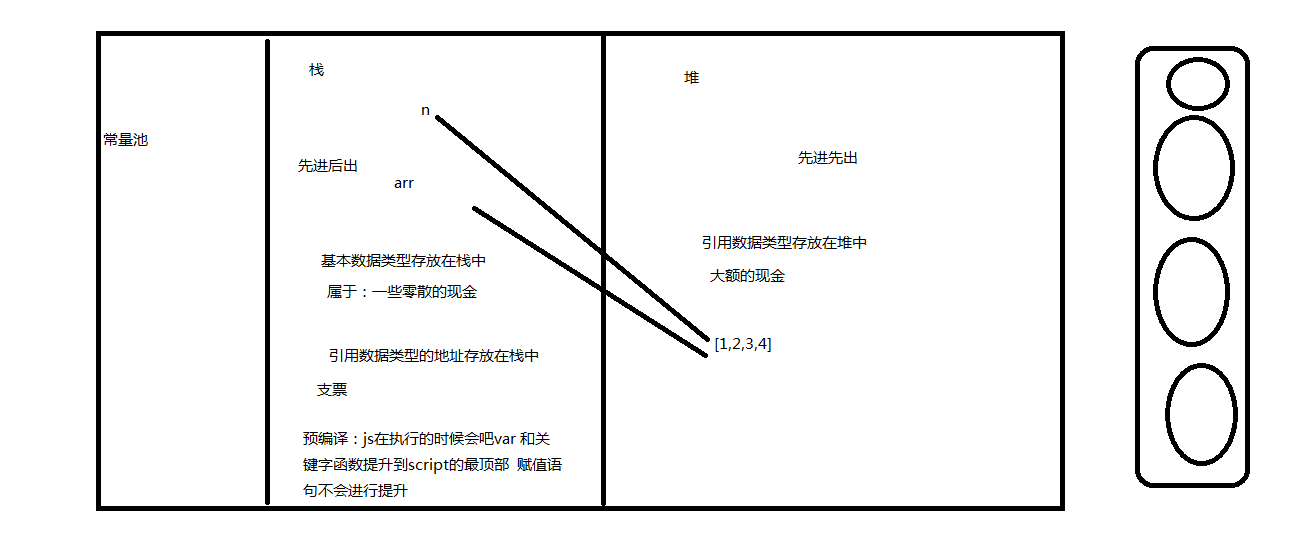 常量池
栈
n
先进后出
arr
基本数据类型存放在栈中
属于：一些零散的现金
引用数据类型的地址存放在栈中
支票
预编译：js在执行的时候会吧var 和关
键字函数提升到script的最顶部 赋值语
句不会进行提升
堆
先进先出
引用数据类型存放在堆中
大额的现金
[1,2,3,4]